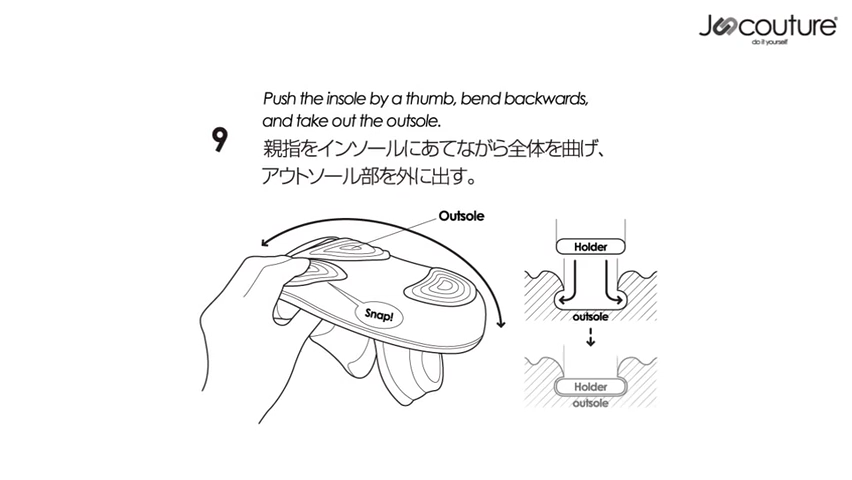 Joocouture®
do it yourself
Push the insole by a thumb, bend backwards,
and take out the outsole.
9
親指をインソールにあてながら全体を曲げ、
アウトソール部を外に出す。
Outsole
Snap!
Holder
outsole
Holder
outsole